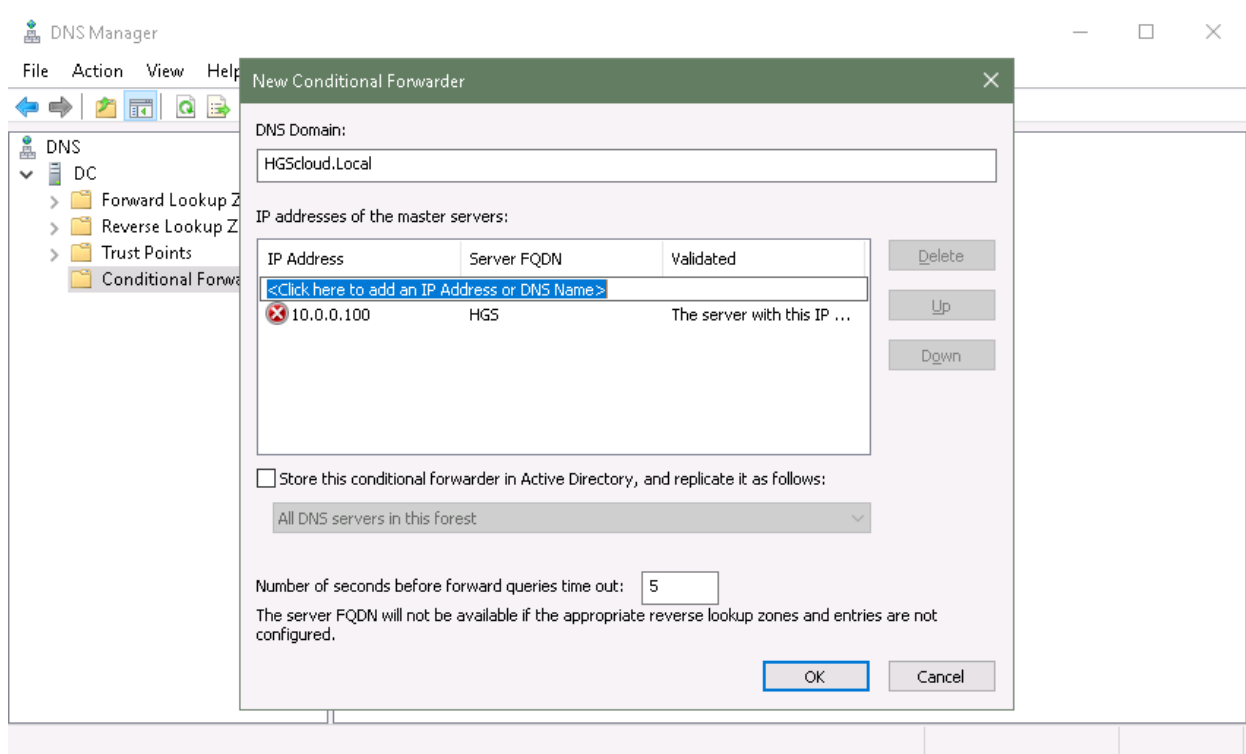 DNS Manager
File Action View Help
New Conditional Forwarder
DNS
DC
Forward Lookup Z
Reverse Lookup Z
Trust Points
Conditional Forwa
DNS Domain:
HGScloud.Local
IP addresses of the master servers:
IP Address Server FQDN Validated
<Click here to add an IP Address or DNS Name>
10.0.0.100 HGS The server with this IP ...
Delete
Up
Down
Store this conditional forwarder in Active Directory, and replicate it as follows:
All DNS servers in this forest
Number of seconds before forward queries time out: 5
The server FQDN will not be available if the appropriate reverse lookup zones and entries are not
configured.
OK Cancel